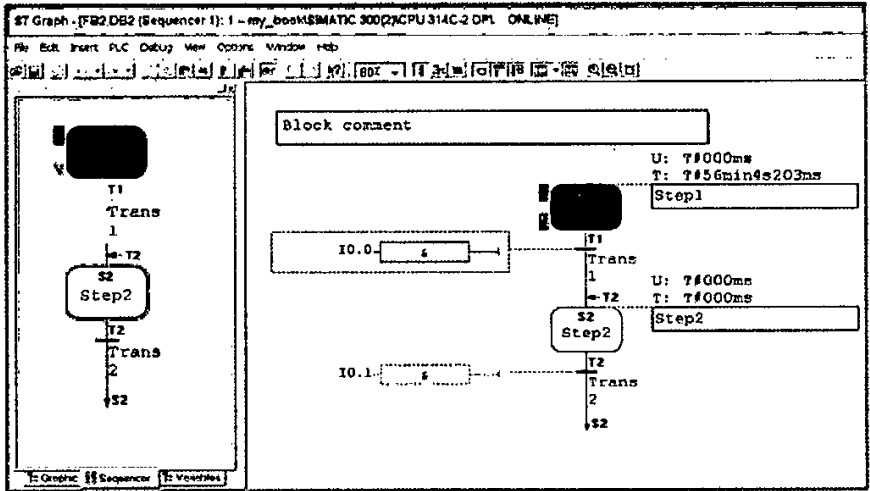 S7 Graph - [FB2,DB2 (Sequencer 1): 1 -- my_book\SIMATIC 300(2)\CPU 314C-2 DP\... ONLINE]
File Edit Insert PLC Debug View Options Window Help
80%
T1
Trans
1
T2
S2
Step2
T2
Trans
2
S2
Graphic Sequencer Variables
Block comment
U: T#000ms
T: T#56min4s203ms
Step1
T1
I0.0 &
Trans
1
T2
U: T#000ms
T: T#000ms
S2
Step2
Step2
T2
I0.1 &
Trans
2
S2